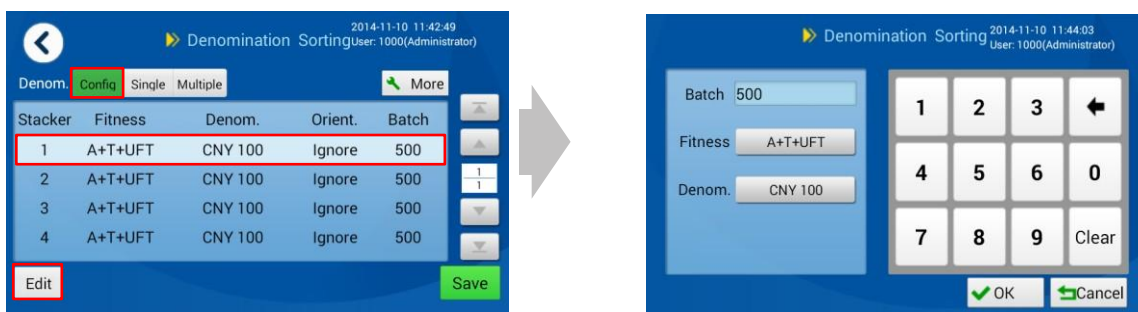 2014-11-10 11:42:49
Denomination Sorting User: 1000(Administrator)
Denom. Config Single Multiple More
Stacker Fitness Denom. Orient. Batch
1 A+T+UFT CNY 100 Ignore 500
2 A+T+UFT CNY 100 Ignore 500
1
1
3 A+T+UFT CNY 100 Ignore 500
4 A+T+UFT CNY 100 Ignore 500
Edit Save
Denomination Sorting 2014-11-10 11:44:03
User: 1000(Administrator)
Batch 500
Fitness A+T+UFT
Denom. CNY 100
1 2 3
4 5 6 0
7 8 9 Clear
OK Cancel